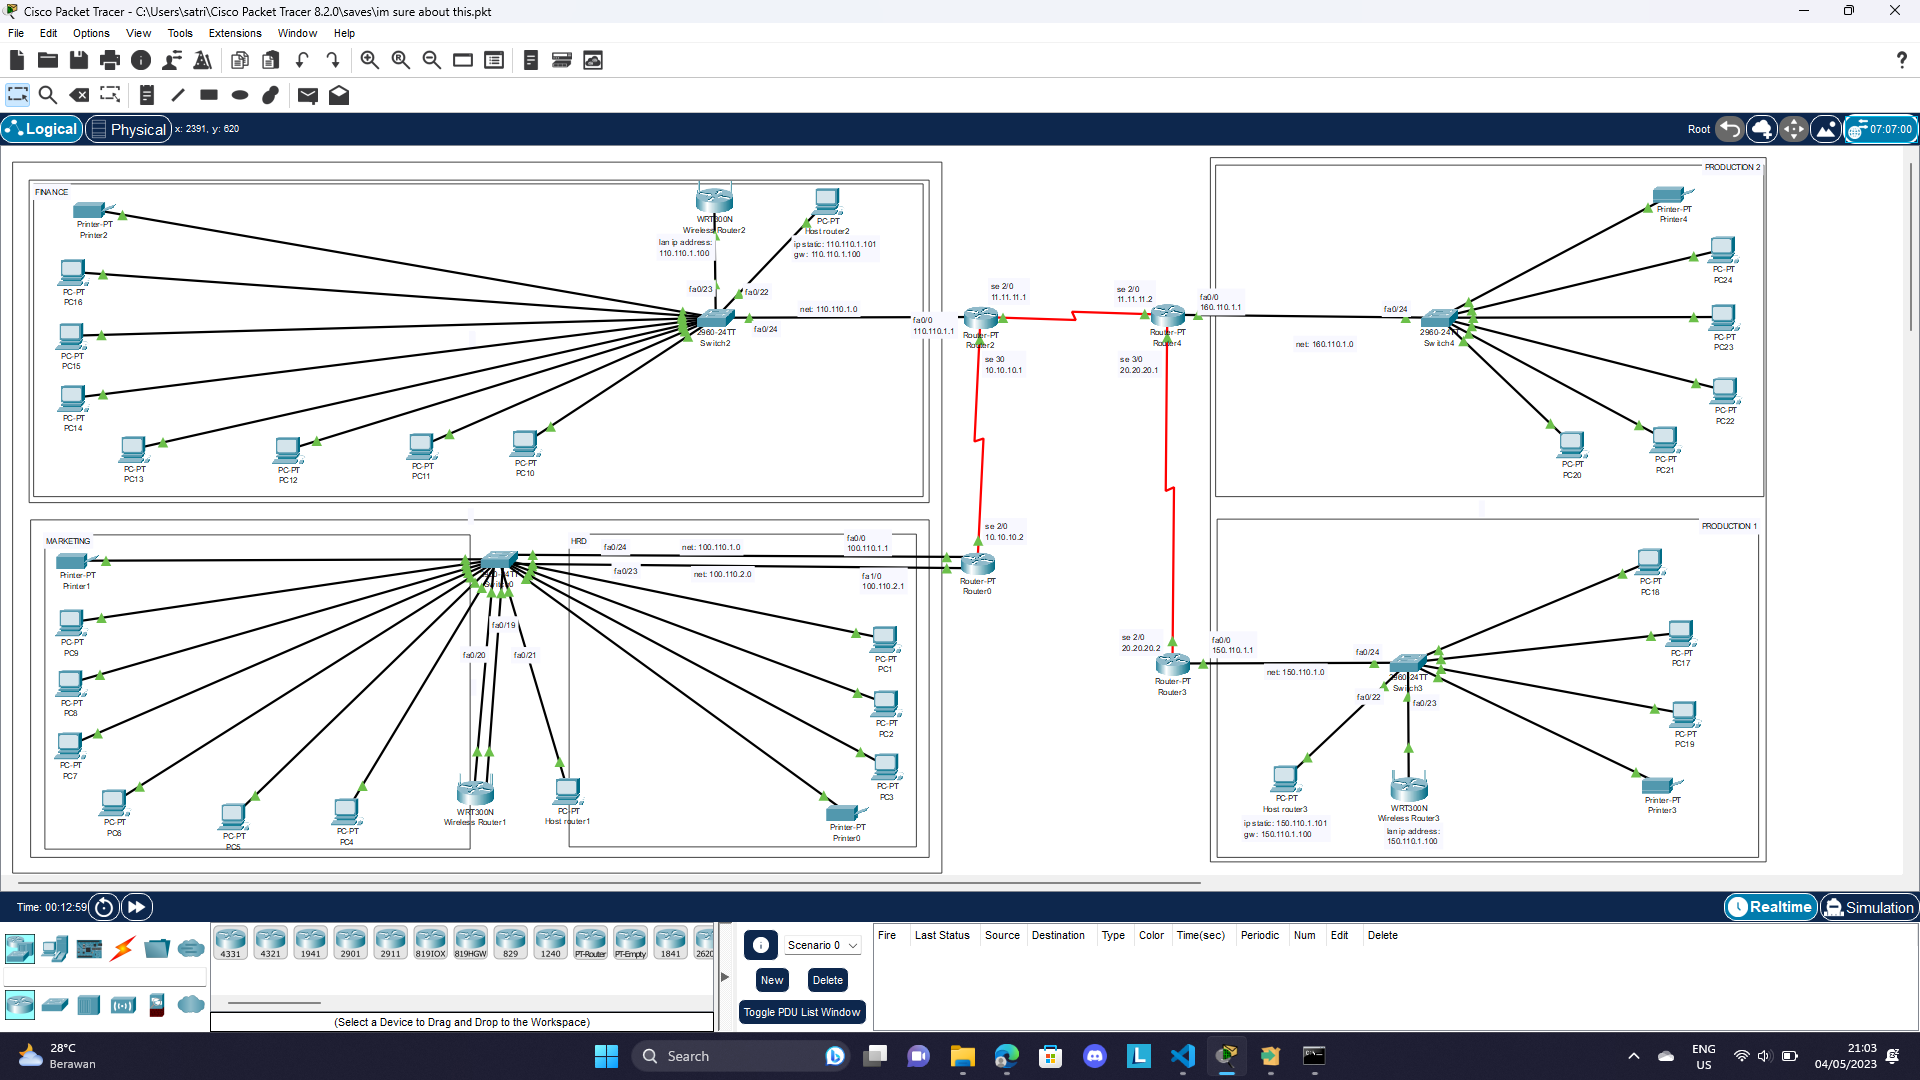 Cisco Packet Tracer - C:\Users\satri\Cisco Packet Tracer 8.2.0\saves\im sure about this.pkt
File Edit Options View Tools Extensions Window Help
Logical Physical x: 2391, y: 620
Root 07:07:00
FINANCE
Printer-PT
Printer2
PC-PT
PC16
PC-PT
PC15
PC-PT
PC14
PC-PT
PC13
PC-PT
PC12
PC-PT
PC11
PC-PT
PC10
WRT300N
Wireless Router2
lan ip address:
110.110.1.100
PC-PT
Host router2
ip static: 110.110.1.101
gw: 110.110.1.100
fa0/23
fa0/22
fa0/24
2960-24TT
Switch2
net: 110.110.1.0
fa0/0
110.110.1.1
se 2/0
11.11.11.1
Router-PT
Router2
se 30
10.10.10.1
se 2/0
11.11.11.2
Router-PT
Router4
se 3/0
20.20.20.1
fa0/0
160.110.1.1
net: 160.110.1.0
fa0/24
2960-24TT
Switch4
PRODUCTION 2
Printer-PT
Printer4
PC-PT
PC24
PC-PT
PC23
PC-PT
PC22
PC-PT
PC21
PC-PT
PC20
MARKETING
Printer-PT
Printer1
PC-PT
PC9
PC-PT
PC8
PC-PT
PC7
PC-PT
PC6
PC-PT
PC5
PC-PT
PC4
HRD
fa0/24
net: 100.110.1.0
fa0/0
100.110.1.1
fa0/23
net: 100.110.2.0
fa1/0
100.110.2.1
fa0/19
fa0/20
fa0/21
WRT300N
Wireless Router1
PC-PT
Host router1
PC-PT
PC1
PC-PT
PC2
PC-PT
PC3
Printer-PT
Printer0
se 2/0
10.10.10.2
Router-PT
Router0
se 2/0
20.20.20.2
Router-PT
Router3
fa0/0
150.110.1.1
net: 150.110.1.0
fa0/24
2960-24TT
Switch3
fa0/22
fa0/23
PRODUCTION 1
PC-PT
PC18
PC-PT
PC17
PC-PT
PC19
Printer-PT
Printer3
PC-PT
Host router3
ip static: 150.110.1.101
gw: 150.110.1.100
WRT300N
Wireless Router3
lan ip address:
150.110.1.100
Time: 00:12:59
Realtime Simulation
4331 4321 1941 2901 2911 819IOX 819HGW 829 1240 PT-Router PT-Empty 1841 2620
(Select a Device to Drag and Drop to the Workspace)
Scenario 0
New Delete
Toggle PDU List Window
Fire Last Status Source Destination Type Color Time(sec) Periodic Num Edit Delete
28°C
Berawan
Search
ENG
US
21:03
04/05/2023